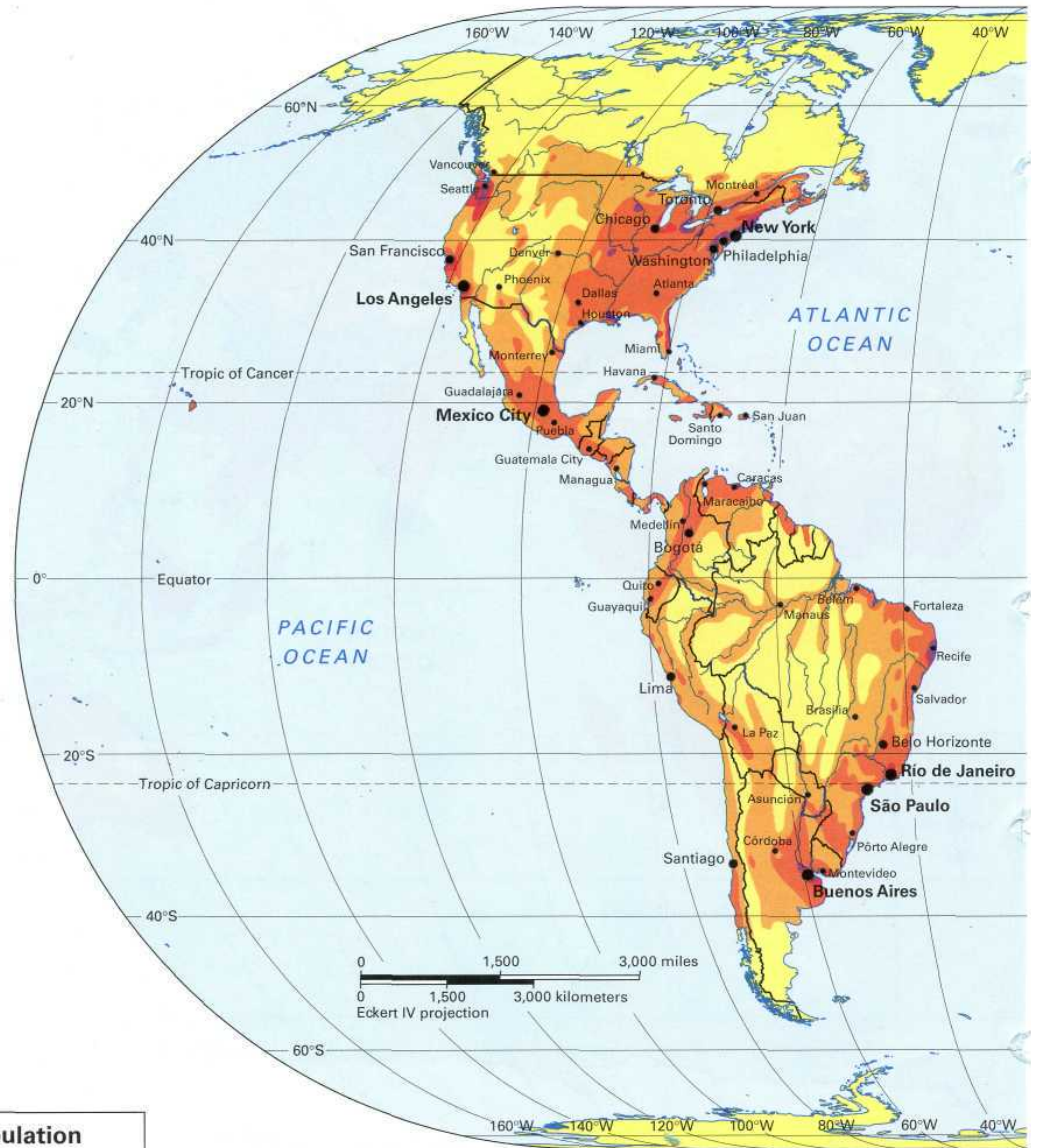 160°W 140°W 120°W 100°W 80°W 60°W 40°W
60°N
Vancouver
Seattle
Montréal
Toronto
Chicago
New York
40°N
San Francisco
Denver
Washington
Philadelphia
Phoenix
Atlanta
Los Angeles
Dallas
Houston
ATLANTIC
OCEAN
Monterrey
Miami
Tropic of Cancer
Havana
Guadalajara
20°N
Mexico City
San Juan
Puebla
Santo
Domingo
Guatemala City
Managua
Caracas
Maracaibo
Medellín
Bogotá
0°
Equator
Quito
Guayaquil
Belém
Manaus
Fortaleza
PACIFIC
OCEAN
Recife
Lima
Salvador
Brasília
La Paz
Belo Horizonte
20°S
Río de Janeiro
Tropic of Capricorn
Asunción
São Paulo
Córdoba
Pôrto Alegre
Santiago
Montevideo
Buenos Aires
40°S
0 1,500 3,000 miles
0 1,500 3,000 kilometers
Eckert IV projection
60°S
160°W 140°W 120°W 100°W 80°W 60°W 40°W
ulation